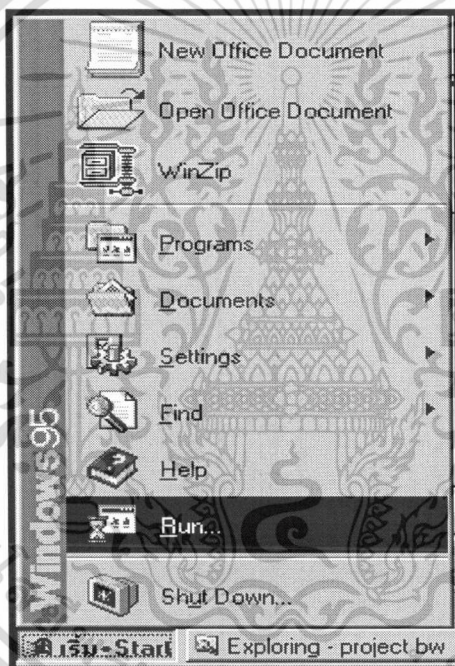 New Office Document
Open Office Document
WinZip
Programs
Documents
Settings
Find
Help
Run...
Shut Down...
Windows95
เริ่ม-Start
Exploring - project bw